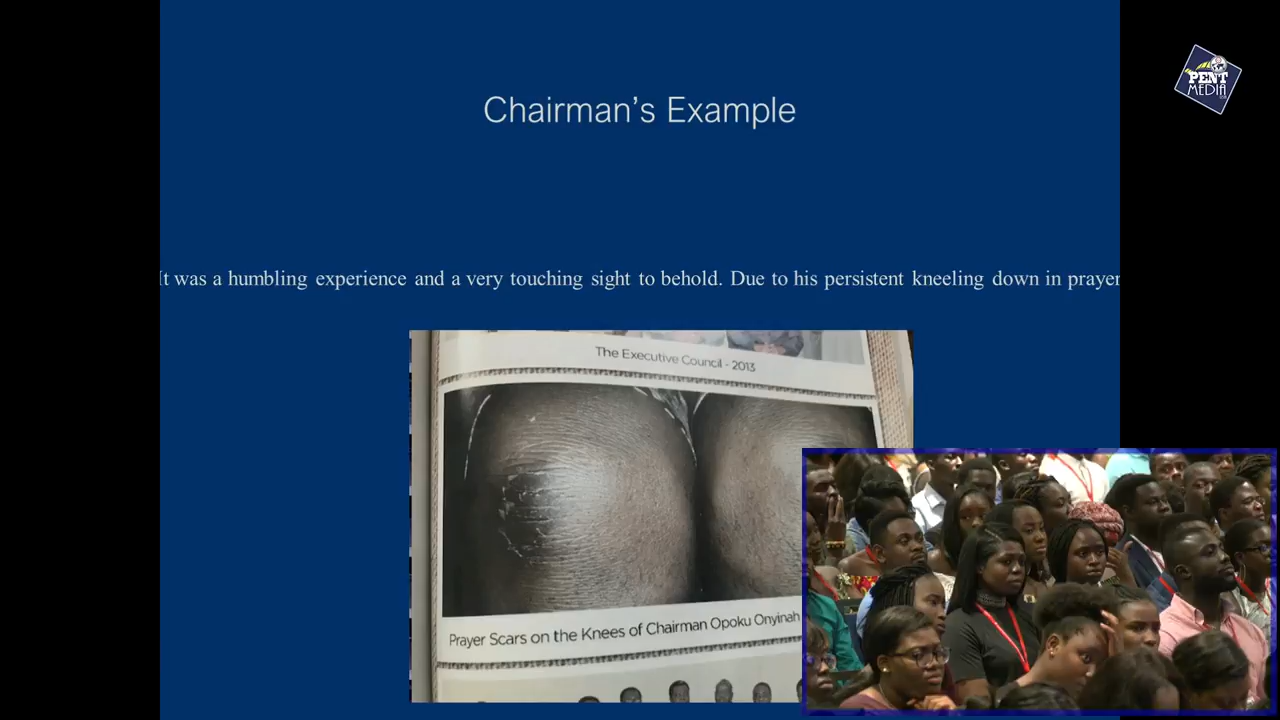 PENT
MEDIA
Chairman’s Example
It was a humbling experience and a very touching sight to behold. Due to his persistent kneeling down in prayer
The Executive Council - 2013
Prayer Scars on the Knees of Chairman Opoku Onyinah